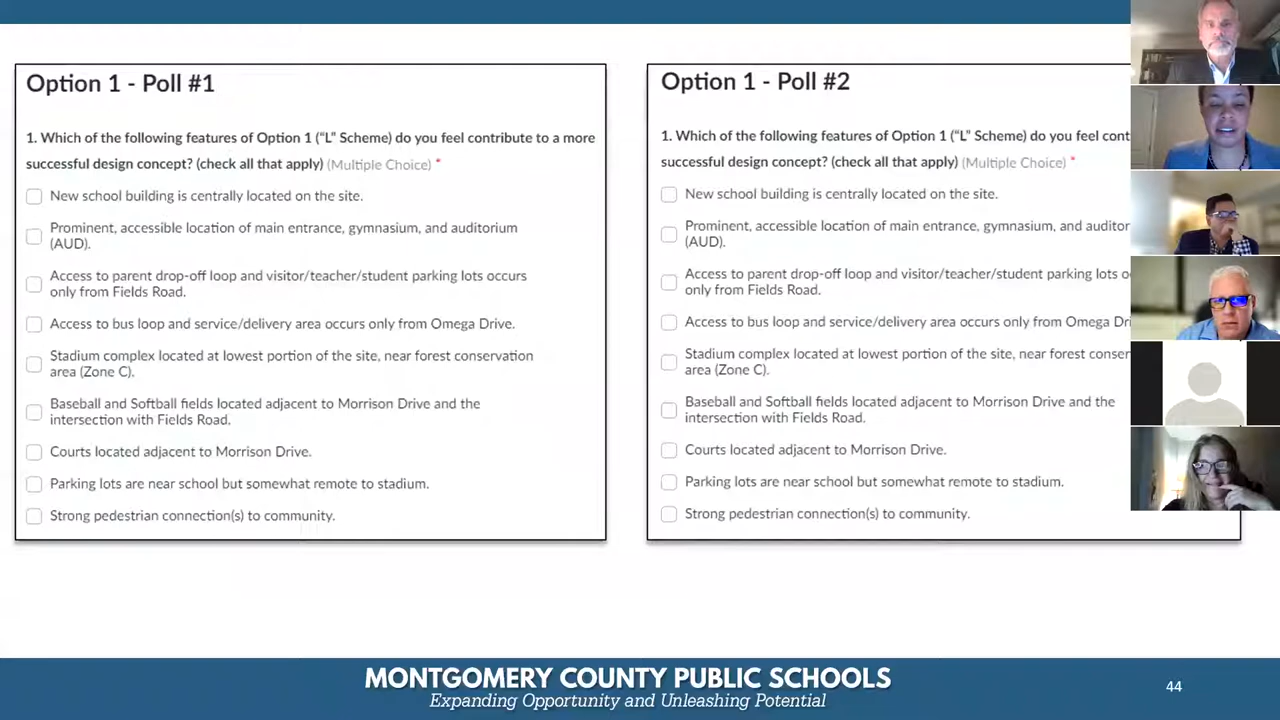 Option 1 - Poll #1
1. Which of the following features of Option 1 ("L" Scheme) do you feel contribute to a more
successful design concept? (check all that apply) (Multiple Choice) *
New school building is centrally located on the site.
Prominent, accessible location of main entrance, gymnasium, and auditorium
(AUD).
Access to parent drop-off loop and visitor/teacher/student parking lots occurs
only from Fields Road.
Access to bus loop and service/delivery area occurs only from Omega Drive.
Stadium complex located at lowest portion of the site, near forest conservation
area (Zone C).
Baseball and Softball fields located adjacent to Morrison Drive and the
intersection with Fields Road.
Courts located adjacent to Morrison Drive.
Parking lots are near school but somewhat remote to stadium.
Strong pedestrian connection(s) to community.
Option 1 - Poll #2
1. Which of the following features of Option 1 ("L" Scheme) do you feel
successful design concept? (check all that apply) (Multiple Choice) *
New school building is centrally located on the site.
Prominent, accessible location of main entrance, gymnasium, and
(AUD).
Access to parent drop-off loop and visitor/teacher/student parking lots
only from Fields Road.
Access to bus loop and service/delivery area occurs only from Omega
Stadium complex located at lowest portion of the site, near forest
area (Zone C).
Baseball and Softball fields located adjacent to Morrison Drive and the
intersection with Fields Road.
Courts located adjacent to Morrison Drive.
Parking lots are near school but somewhat remote to stadium.
Strong pedestrian connection(s) to community.
MONTGOMERY COUNTY PUBLIC SCHOOLS
Expanding Opportunity and Unleashing Potential
44